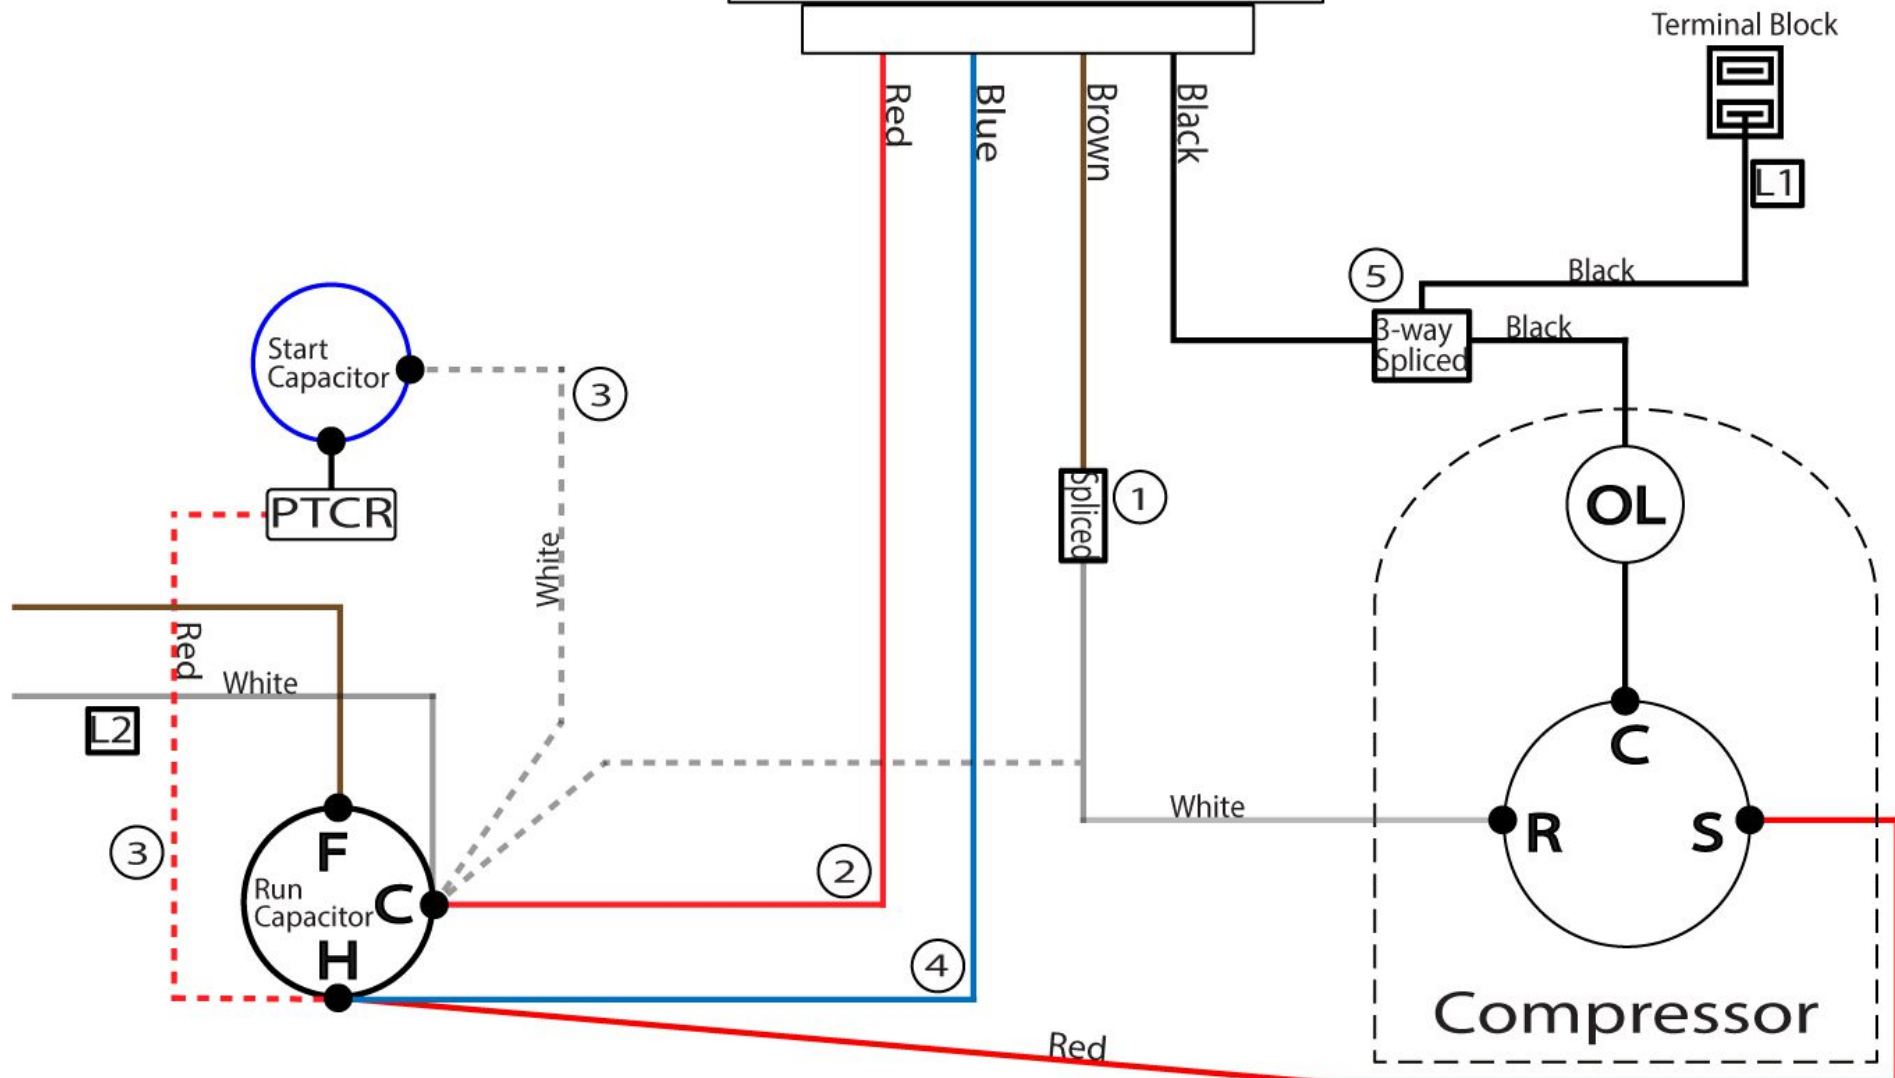 Terminal Block
Red
Blue
Brown
Black
L1
5
Black
3-way
Spliced
Black
Start
Capacitor
3
Spliced
1
OL
PTCR
White
Red
White
L2
C
White
R
S
3
F
Run
Capacitor
C
H
2
4
Compressor
Red